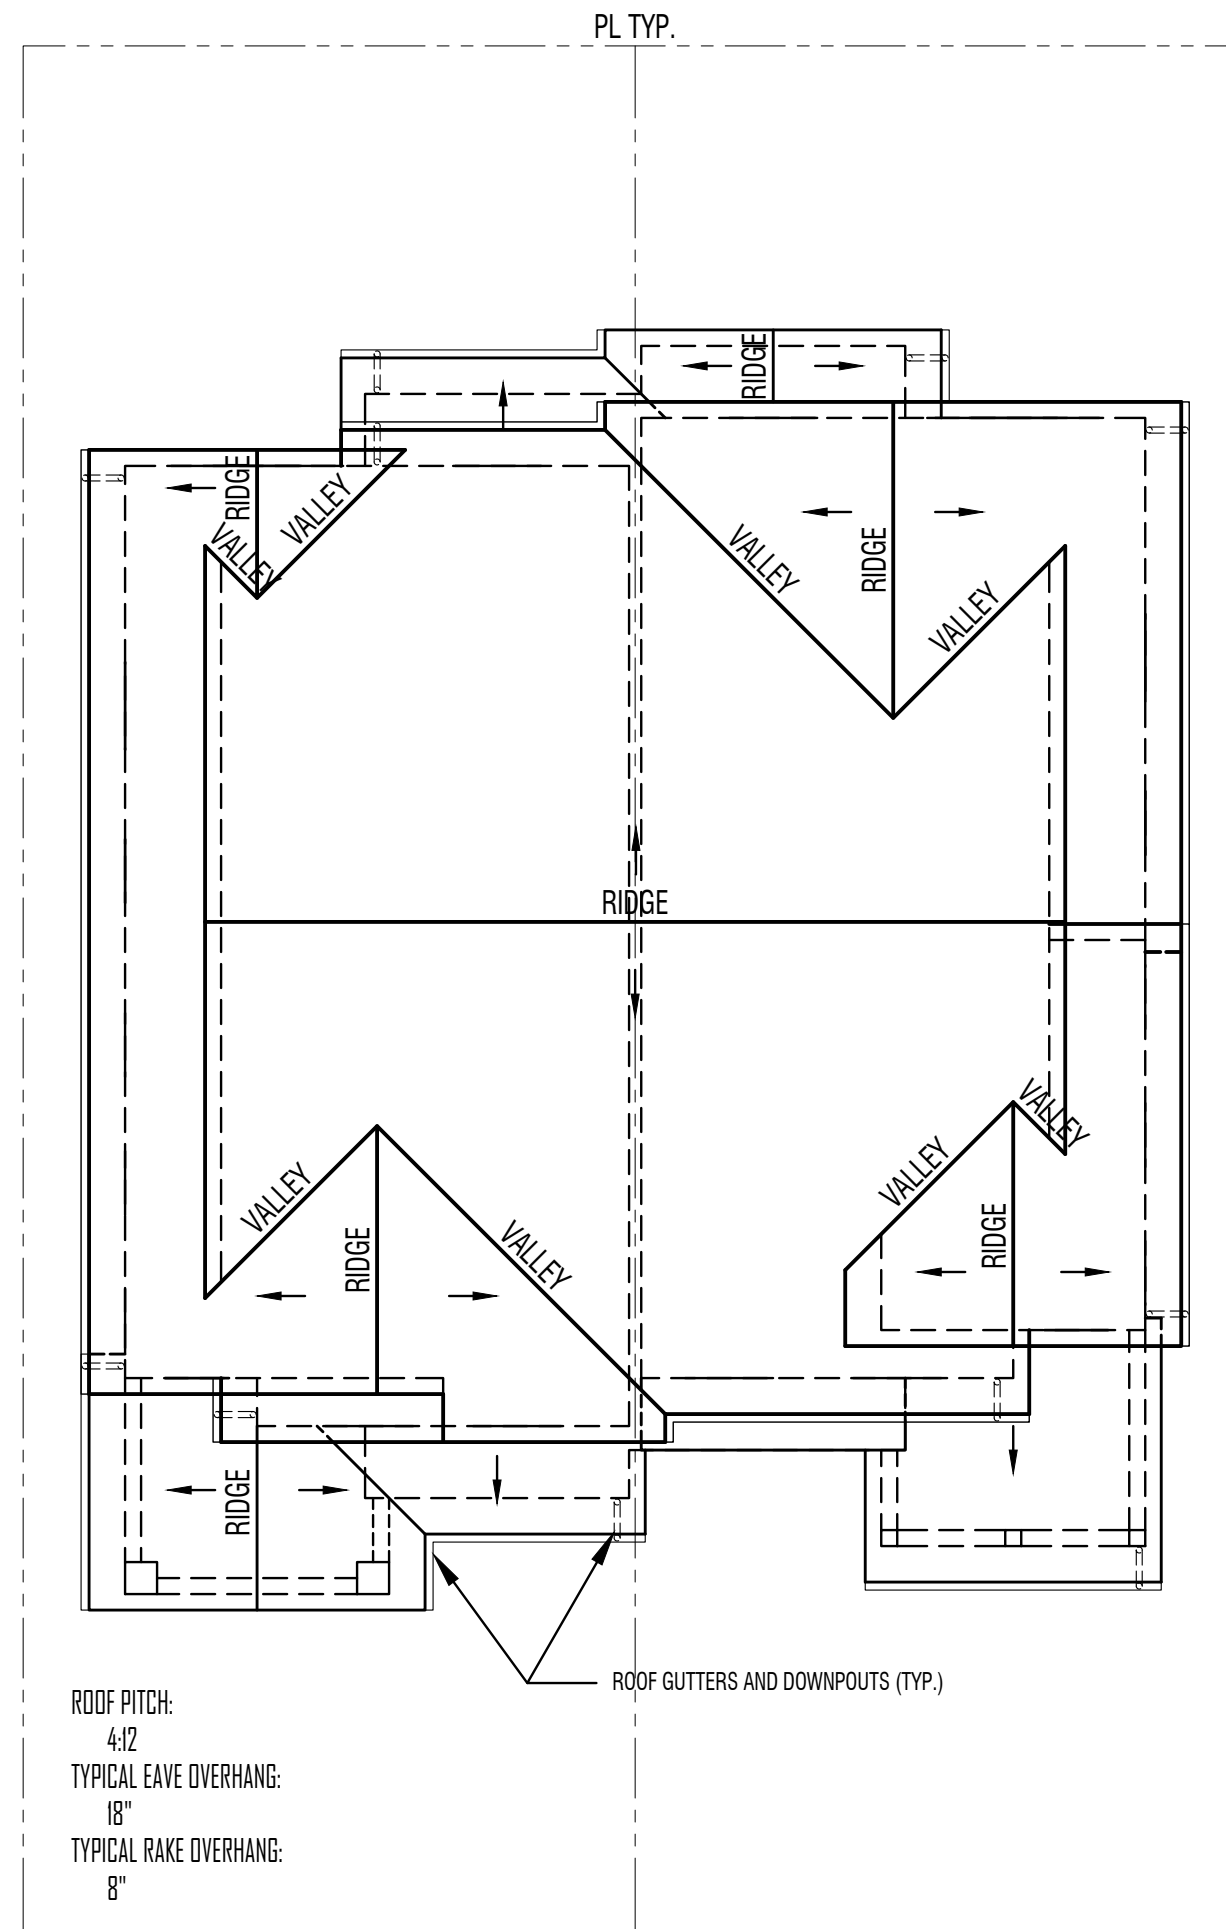 PL TYP.
RIDGE
RIDGE
VALLEY
VALLEY
VALLEY
RIDGE
VALLEY
RIDGE
VALLEY
VALLEY
RIDGE
VALLEY
VALLEY
RIDGE
RIDGE
ROOF GUTTERS AND DOWNPOUTS (TYP.)
ROOF PITCH:
4:12
TYPICAL EAVE OVERHANG:
18"
TYPICAL RAKE OVERHANG:
8"